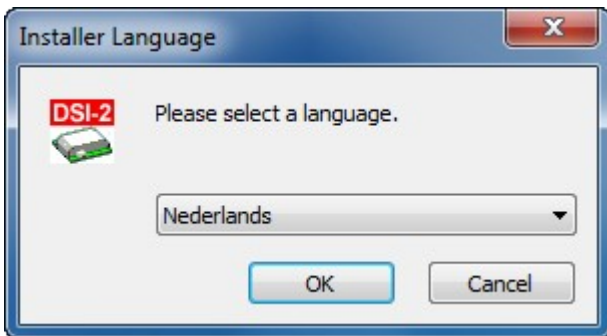 Installer Language
DSI-2
Please select a language.
Nederlands
OK
Cancel